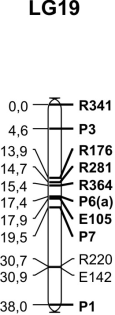 LG19
0,0 R341
4,6 P3
13,9 R176
14,7 R281
15,4 R364
17,4 P6(a)
17,9 E105
19,5 P7
30,7 R220
30,9 E142
38,0 P1